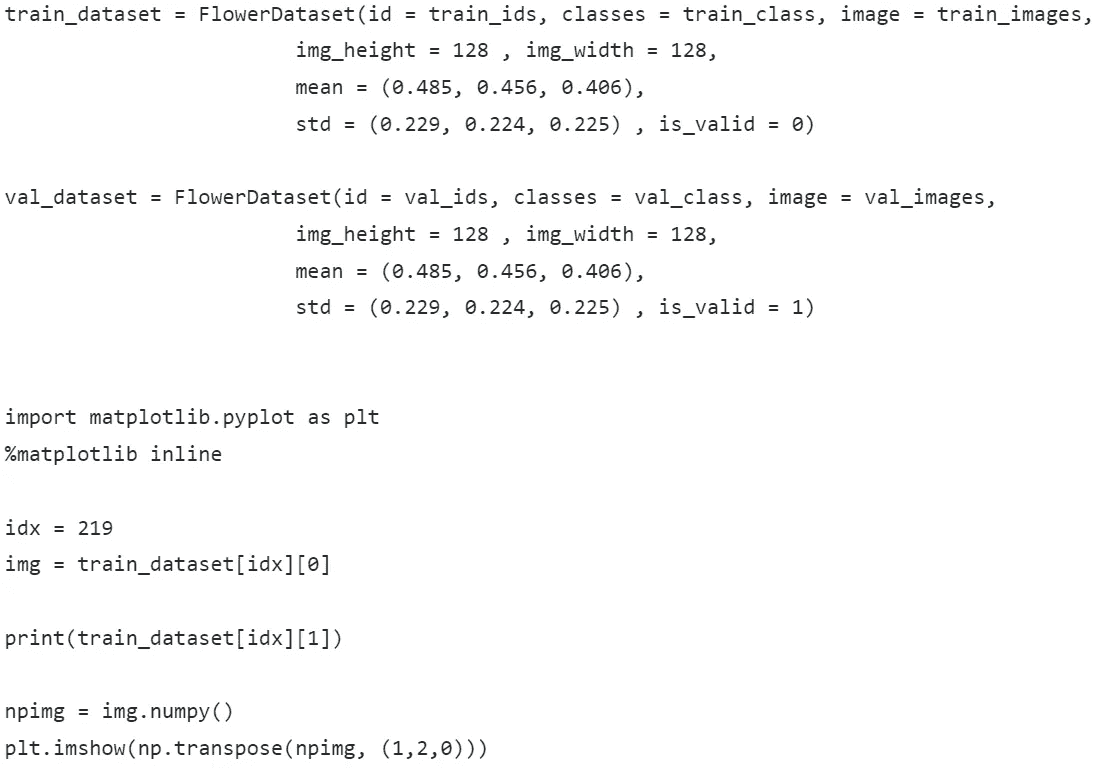 train_dataset = FlowerDataset(id = train_ids, classes = train_class, image = train_images,
                        img_height = 128 , img_width = 128,
                        mean = (0.485, 0.456, 0.406),
                        std = (0.229, 0.224, 0.225) , is_valid = 0)
val_dataset = FlowerDataset(id = val_ids, classes = val_class, image = val_images,
                        img_height = 128 , img_width = 128,
                        mean = (0.485, 0.456, 0.406),
                        std = (0.229, 0.224, 0.225) , is_valid = 1)
import matplotlib.pyplot as plt
%matplotlib inline
idx = 219
img = train_dataset[idx][0]
print(train_dataset[idx][1])
npimg = img.numpy()
plt.imshow(np.transpose(npimg, (1,2,0)))